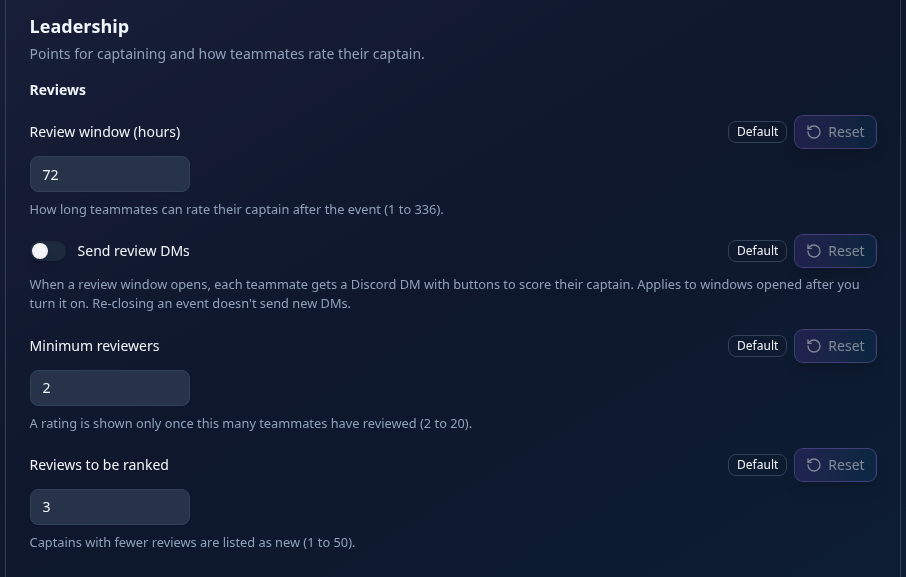 Leadership
Points for captaining and how teammates rate their captain.
Reviews
Review window (hours)
Default
Reset
72
How long teammates can rate their captain after the event (1 to 336).
Send review DMs
Default
Reset
When a review window opens, each teammate gets a Discord DM with buttons to score their captain. Applies to windows opened after you
turn it on. Re-closing an event doesn't send new DMs.
Minimum reviewers
Default
Reset
2
A rating is shown only once this many teammates have reviewed (2 to 20).
Reviews to be ranked
Default
Reset
3
Captains with fewer reviews are listed as new (1 to 50).